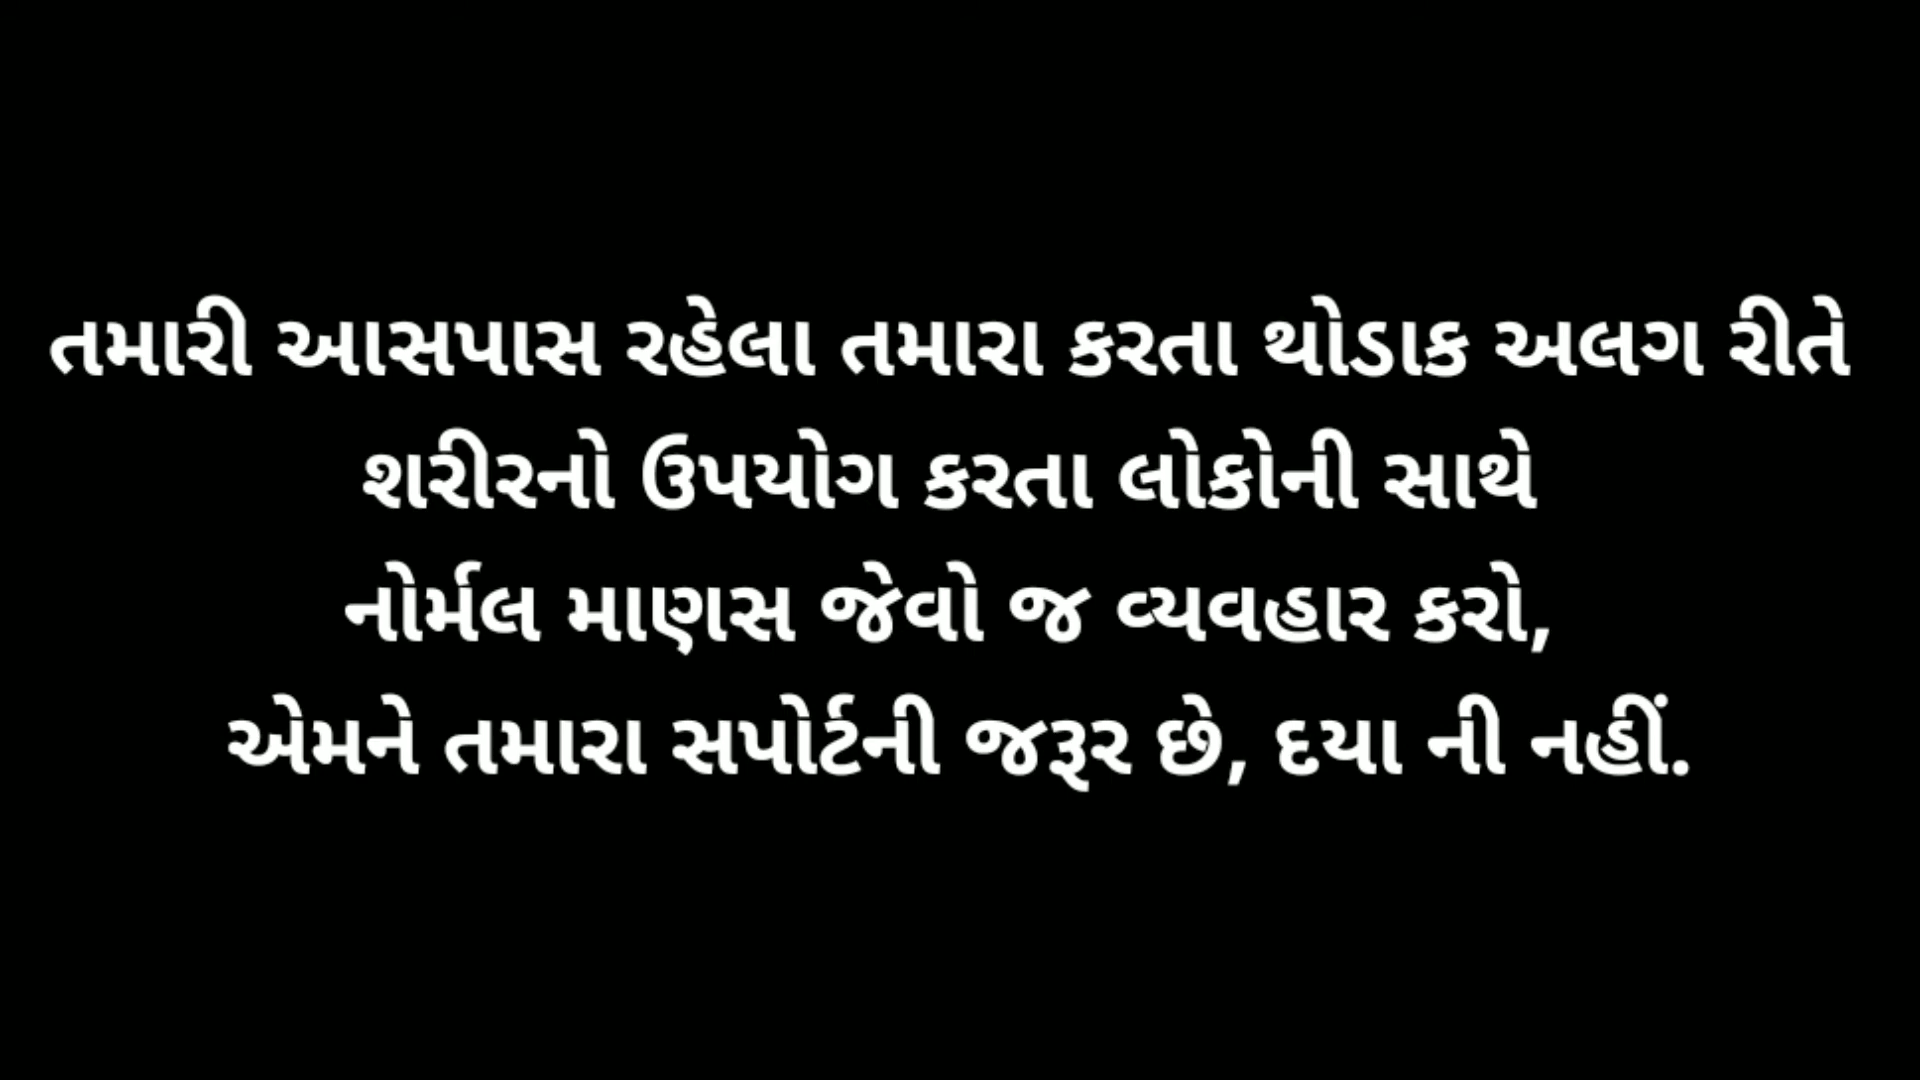 તમારી આસપાસ રહેલા તમારા કરતા થોડાક અલગ રીતે
શરીરનો ઉપયોગ કરતા લોકોની સાથે
નોર્મલ માણસ જેવો જ વ્યવહાર કરો,
એમને તમારા સપોર્ટની જરૂર છે, દયા ની નહીં.